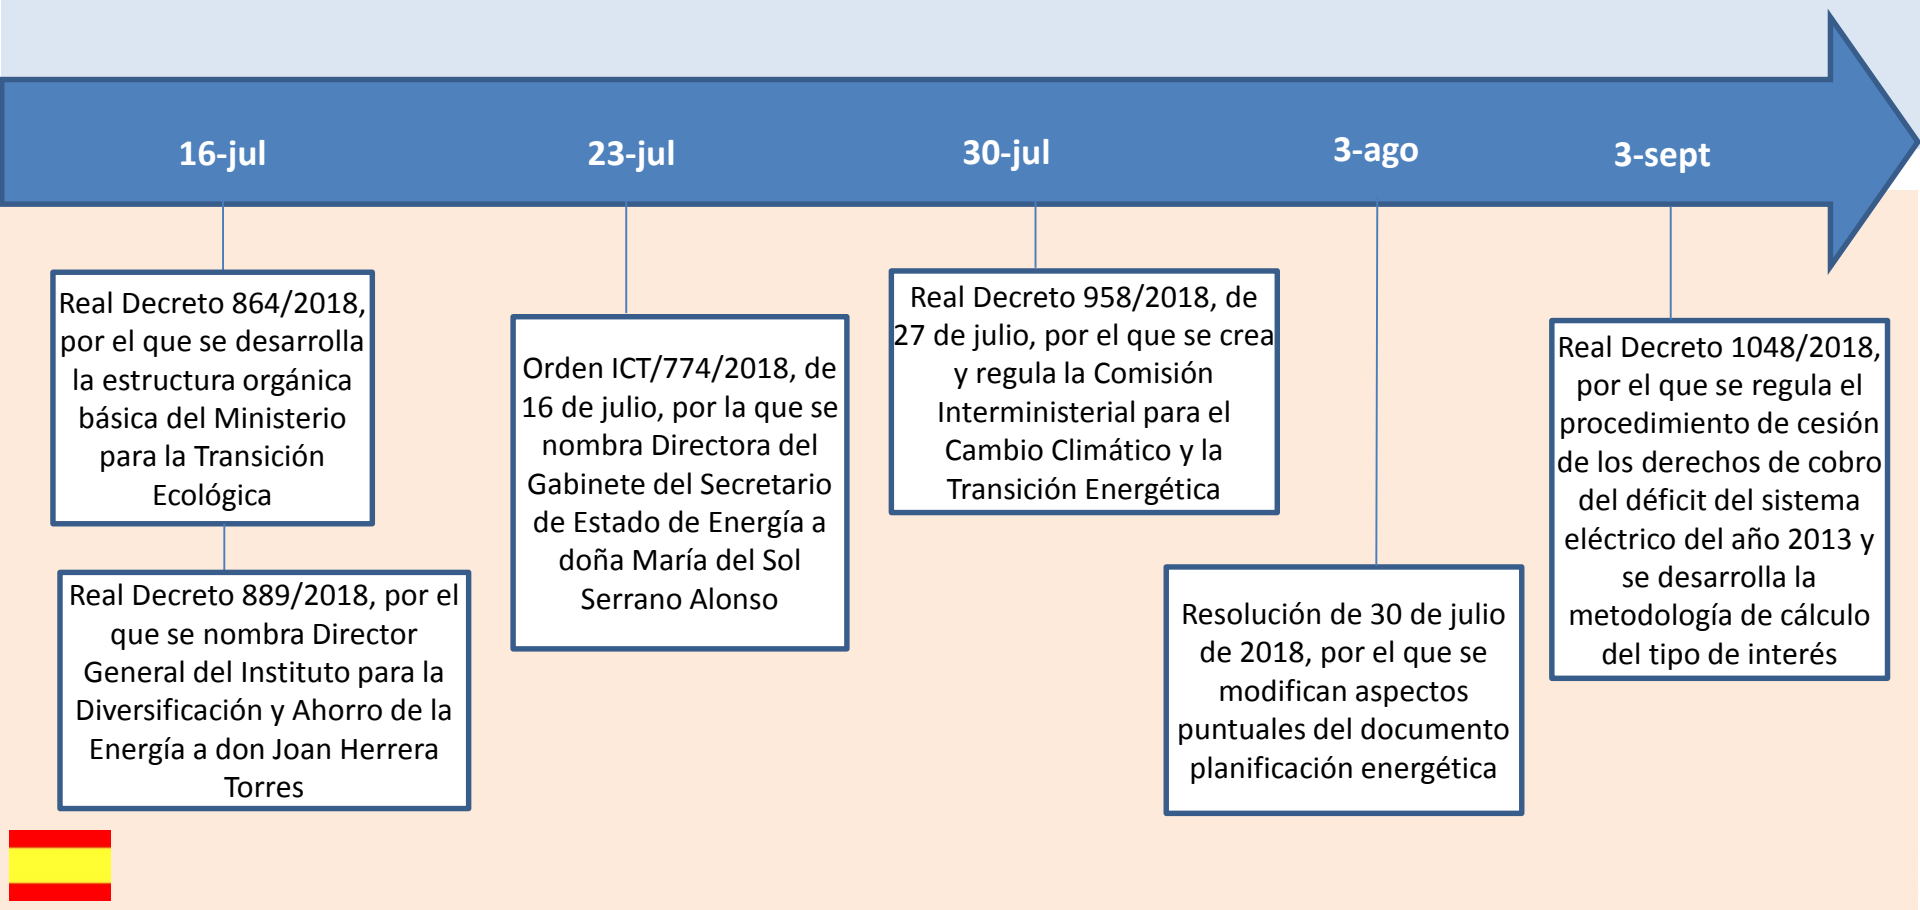 16-jul
23-jul
30-jul
3-ago
3-sept
Real Decreto 864/2018,
por el que se desarrolla
la estructura orgánica
básica del Ministerio
para la Transición
Ecológica
Real Decreto 889/2018, por el
que se nombra Director
General del Instituto para la
Diversificación y Ahorro de la
Energía a don Joan Herrera
Torres
Orden ICT/774/2018, de
16 de julio, por la que se
nombra Directora del
Gabinete del Secretario
de Estado de Energía a
doña María del Sol
Serrano Alonso
Real Decreto 958/2018, de
27 de julio, por el que se crea
y regula la Comisión
Interministerial para el
Cambio Climático y la
Transición Energética
Resolución de 30 de julio
de 2018, por el que se
modifican aspectos
puntuales del documento
planificación energética
Real Decreto 1048/2018,
por el que se regula el
procedimiento de cesión
de los derechos de cobro
del déficit del sistema
eléctrico del año 2013 y
se desarrolla la
metodología de cálculo
del tipo de interés